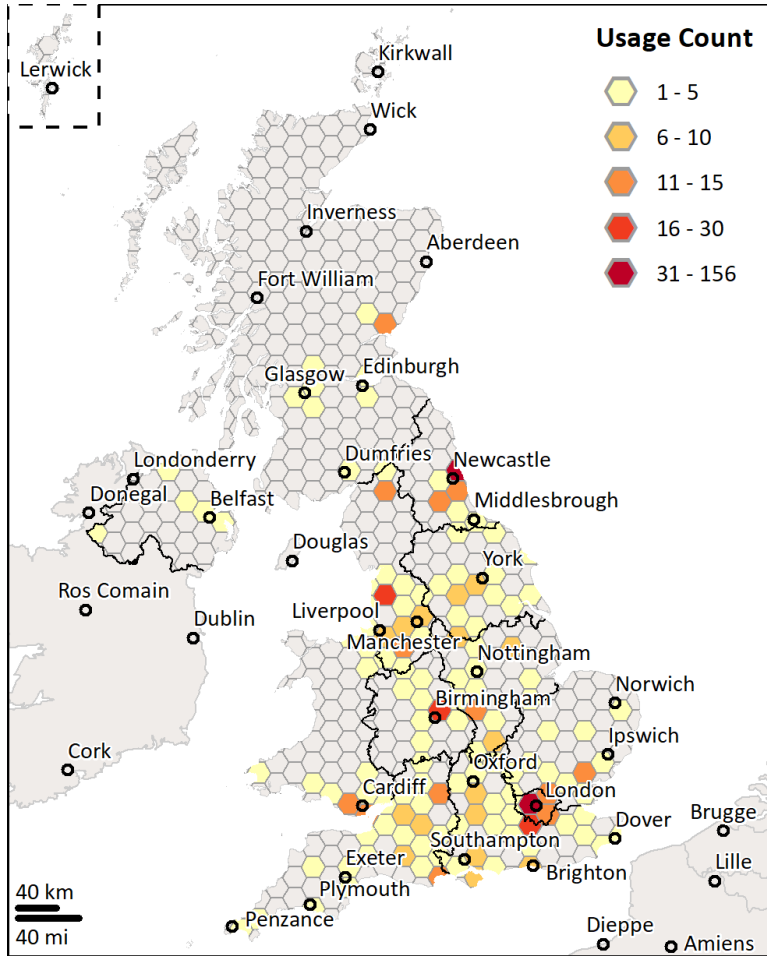 Lerwick
Kirkwall
Wick
Usage Count
1 - 5
6 - 10
11 - 15
16 - 30
31 - 156
Inverness
Aberdeen
Fort William
Edinburgh
Glasgow
Londonderry
Dumfries
Newcastle
Donegal
Belfast
Middlesbrough
Douglas
York
Ros Comain
Liverpool
Dublin
Manchester
Nottingham
Norwich
Birmingham
Ipswich
Cork
Oxford
Cardiff
London
Brugge
Dover
Southampton
Exeter
Brighton
Lille
Plymouth
40 km
40 mi
Penzance
Dieppe
Amiens